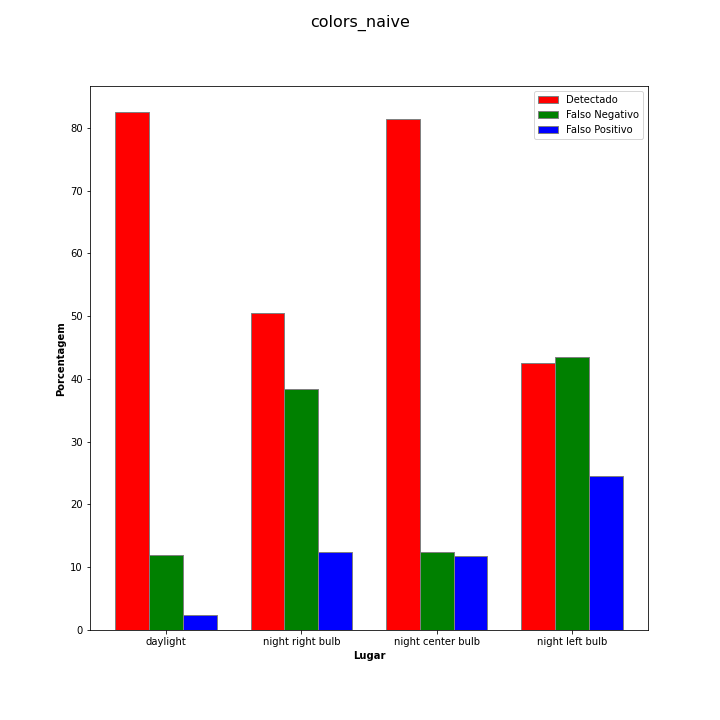 colors_naive
Detectado
Falso Negativo
Falso Positivo
80
70
60
50
40
30
20
10
0
Porcentagem
daylight
night right bulb
night center bulb
night left bulb
Lugar